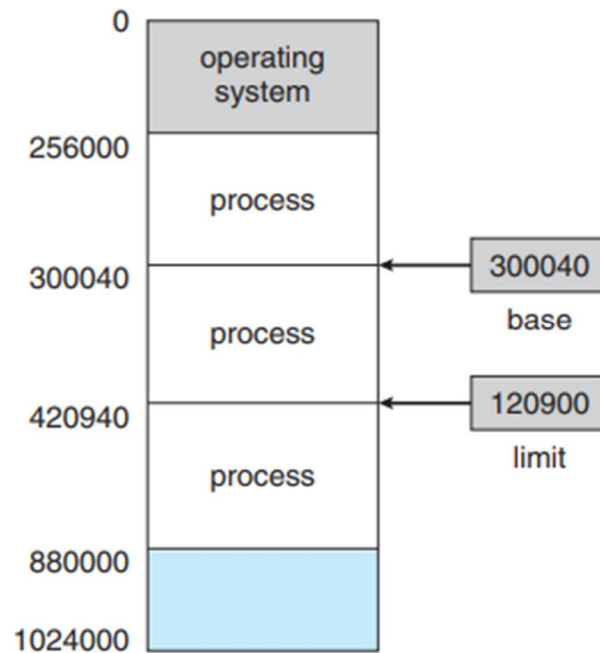 0
operating
system
256000
process
300040
300040
base
process
420940
120900
limit
process
880000
1024000